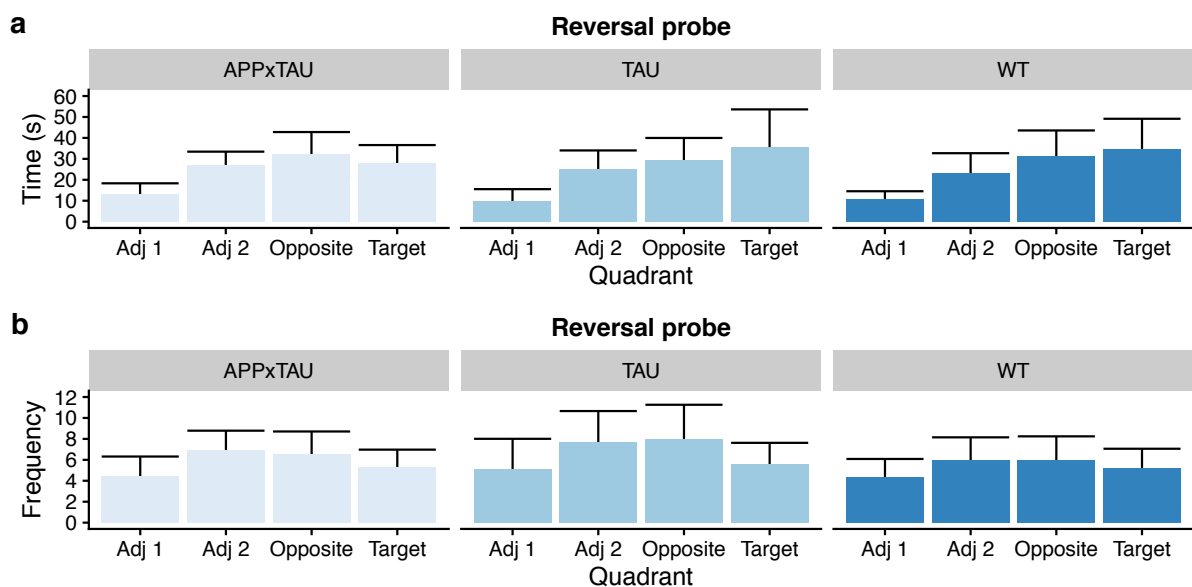 a
Reversal probe
APPxTAU TAU WT
Time (s)
60
50
40
30
20
10
0
Adj 1 Adj 2 Opposite Target Adj 1 Adj 2 Opposite Target Adj 1 Adj 2 Opposite Target
Quadrant
b
Reversal probe
APPxTAU TAU WT
Frequency
12
10
8
6
4
2
0
Adj 1 Adj 2 Opposite Target Adj 1 Adj 2 Opposite Target Adj 1 Adj 2 Opposite Target
Quadrant